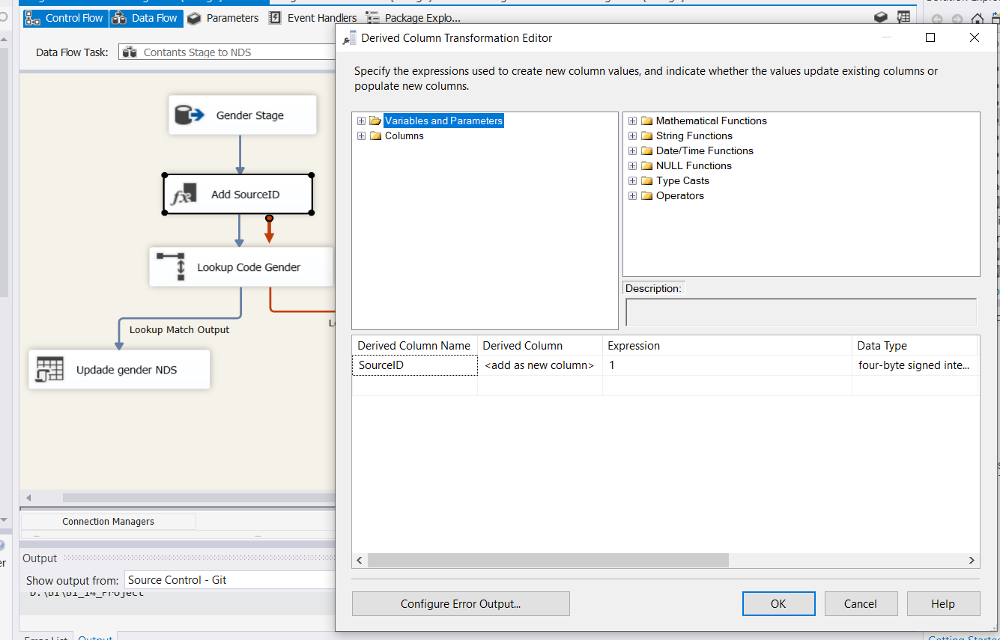 Control Flow
Data Flow
Parameters
Event Handlers
Package Explo...
Data Flow Task:
Contants Stage to NDS
Gender Stage
Add SourceID
Lookup Code Gender
Lookup Match Output
Updade gender NDS
Connection Managers
Output
Show output from:
Source Control - Git
D:\BI\BI_14_Project
Error List
Output
Derived Column Transformation Editor
Specify the expressions used to create new column values, and indicate whether the values update existing columns or
populate new columns.
Variables and Parameters
Columns
Mathematical Functions
String Functions
Date/Time Functions
NULL Functions
Type Casts
Operators
Description:
Derived Column Name
Derived Column
Expression
Data Type
SourceID
<add as new column>
1
four-byte signed inte...
Configure Error Output...
OK
Cancel
Help